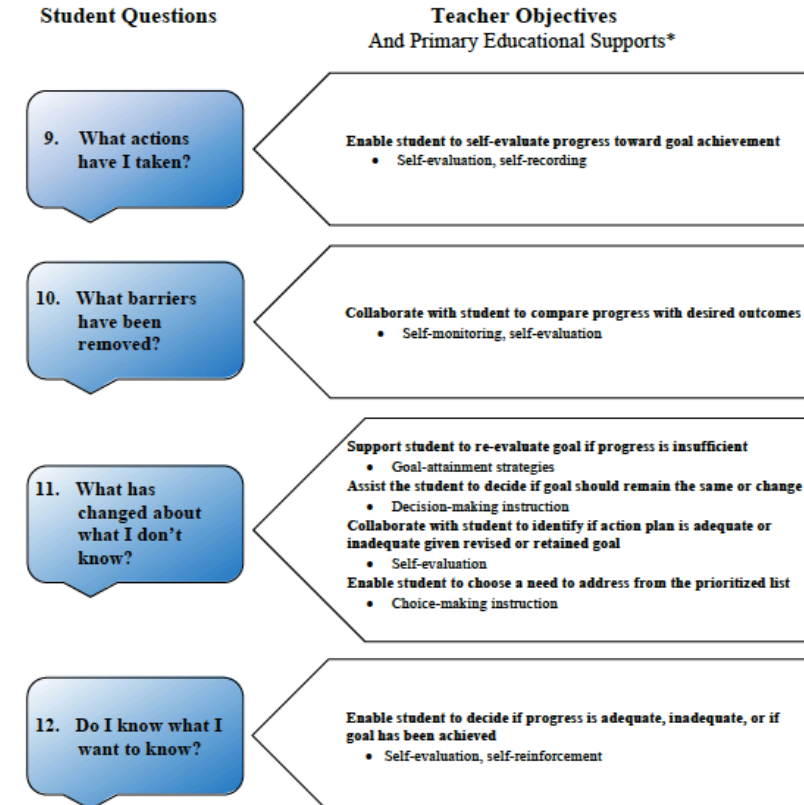 Student Questions
Teacher Objectives
And Primary Educational Supports*
9. What actions
have I taken?
Enable student to self-evaluate progress toward goal achievement
• Self-evaluation, self-recording
10. What barriers
have been
removed?
Collaborate with student to compare progress with desired outcomes
• Self-monitoring, self-evaluation
11. What has
changed about
what I don't
know?
Support student to re-evaluate goal if progress is insufficient
• Goal-attainment strategies
Assist the student to decide if goal should remain the same or change
• Decision-making instruction
Collaborate with student to identify if action plan is adequate or
inadequate given revised or retained goal
• Self-evaluation
Enable student to choose a need to address from the prioritized list
• Choice-making instruction
12. Do I know what I
want to know?
Enable student to decide if progress is adequate, inadequate, or if
goal has been achieved
• Self-evaluation, self-reinforcement